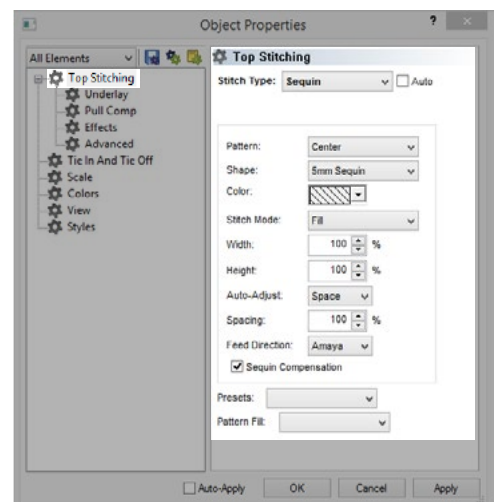 Object Properties
?
All Elements
Top Stitching
Underlay
Pull Comp
Effects
Advanced
Tie In And Tie Off
Scale
Colors
View
Styles
Top Stitching
Stitch Type: Sequin Auto
Pattern: Center
Shape: 5mm Sequin
Color:
Stitch Mode: Fill
Width: 100 %
Height: 100 %
Auto-Adjust: Space
Spacing: 100 %
Feed Direction: Amaya
Sequin Compensation
Presets:
Pattern Fill:
Auto-Apply OK Cancel Apply